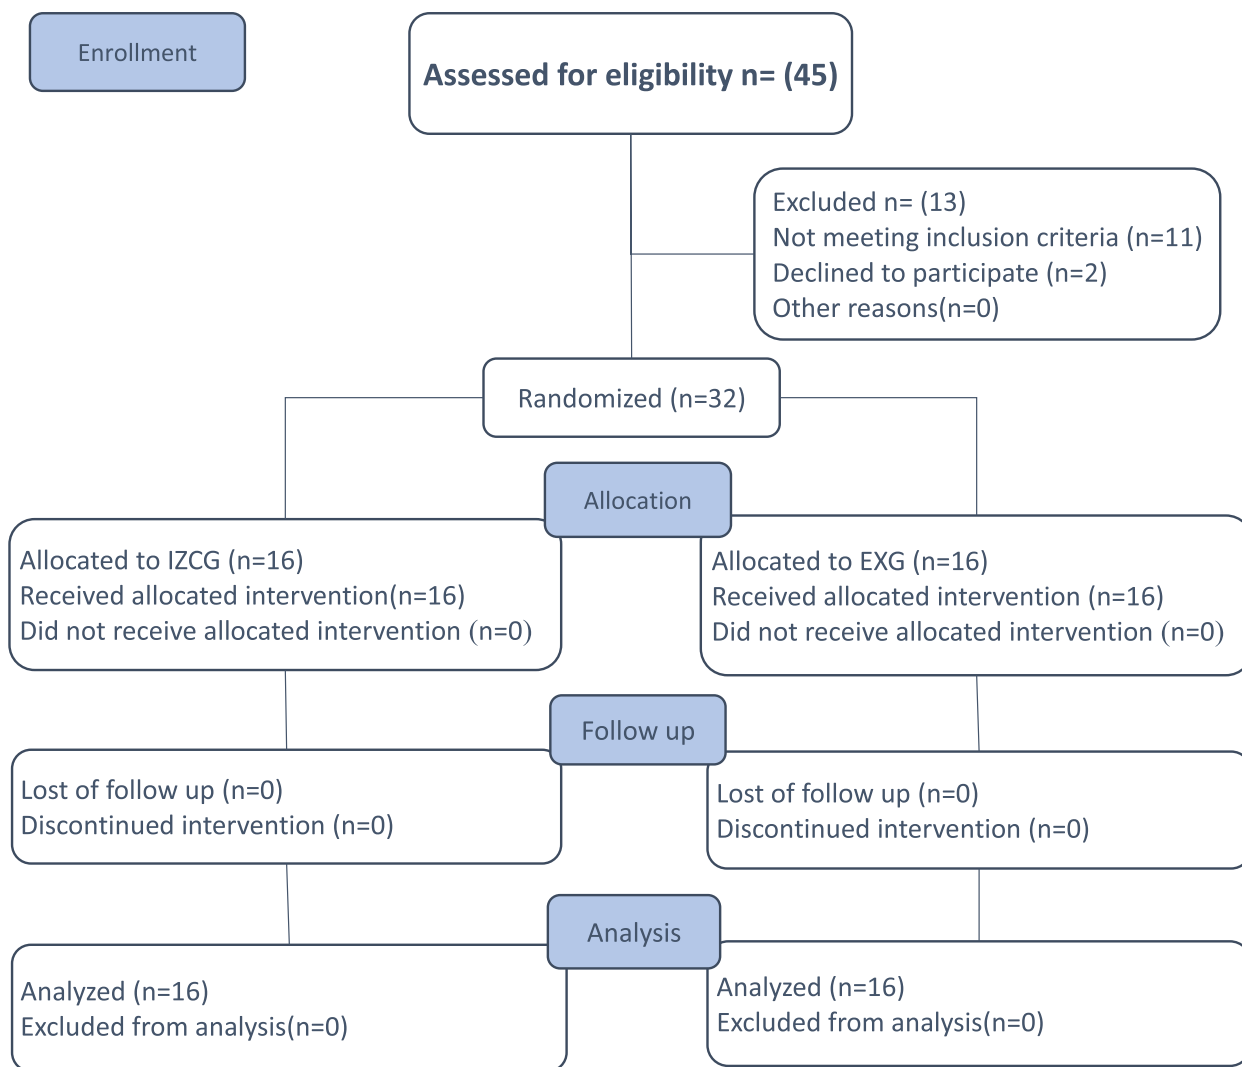 Enrollment
Assessed for eligibility n= (45)
Excluded n= (13)
Not meeting inclusion criteria (n=11)
Declined to participate (n=2)
Other reasons(n=0)
Randomized (n=32)
Allocation
Allocated to IZCG (n=16)
Received allocated intervention(n=16)
Did not receive allocated intervention (n=0)
Allocated to EXG (n=16)
Received allocated intervention (n=16)
Did not receive allocated intervention (n=0)
Follow up
Lost of follow up (n=0)
Discontinued intervention (n=0)
Lost of follow up (n=0)
Discontinued intervention (n=0)
Analysis
Analyzed (n=16)
Excluded from analysis(n=0)
Analyzed (n=16)
Excluded from analysis(n=0)